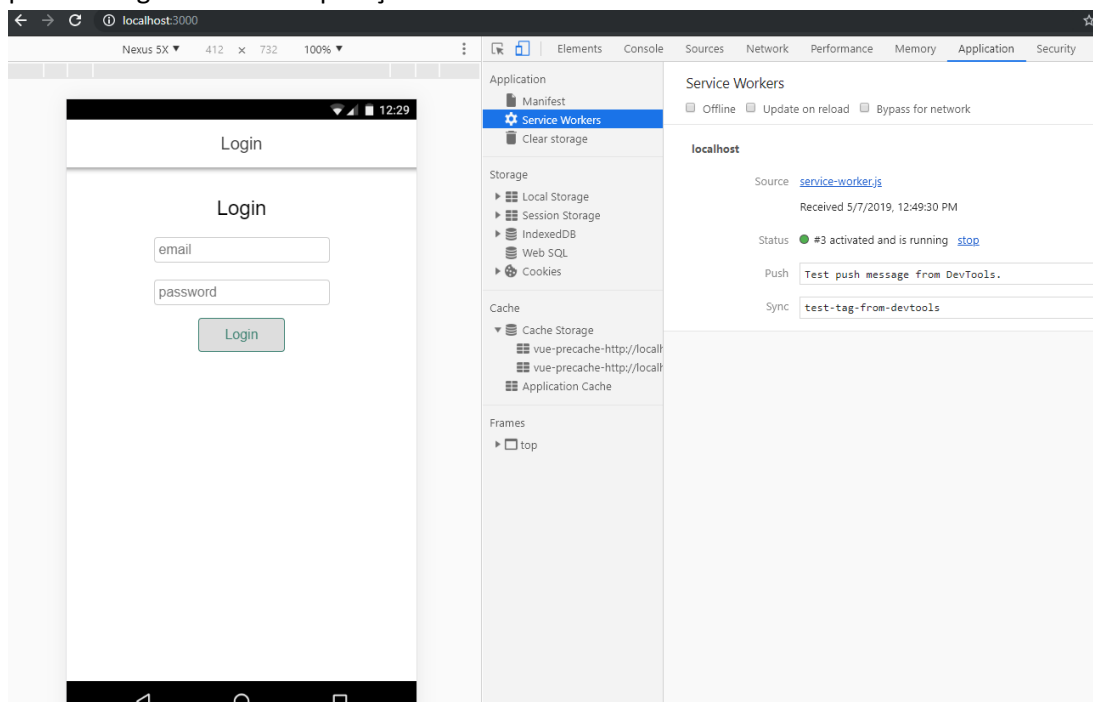 localhost:3000
Nexus 5X ▼ 412 x 732 100% ▼
Elements Console Sources Network Performance Memory Application Security
12:29
Login
Login
email
password
Login
Application
Manifest
Service Workers
Clear storage
Storage
Local Storage
Session Storage
IndexedDB
Web SQL
Cookies
Cache
Cache Storage
vue-precache-http://localh
vue-precache-http://localh
Application Cache
Frames
top
Service Workers
Offline Update on reload Bypass for network
localhost
Source service-worker.js
Received 5/7/2019, 12:49:30 PM
Status #3 activated and is running stop
Push Test push message from DevTools.
Sync test-tag-from-devtools